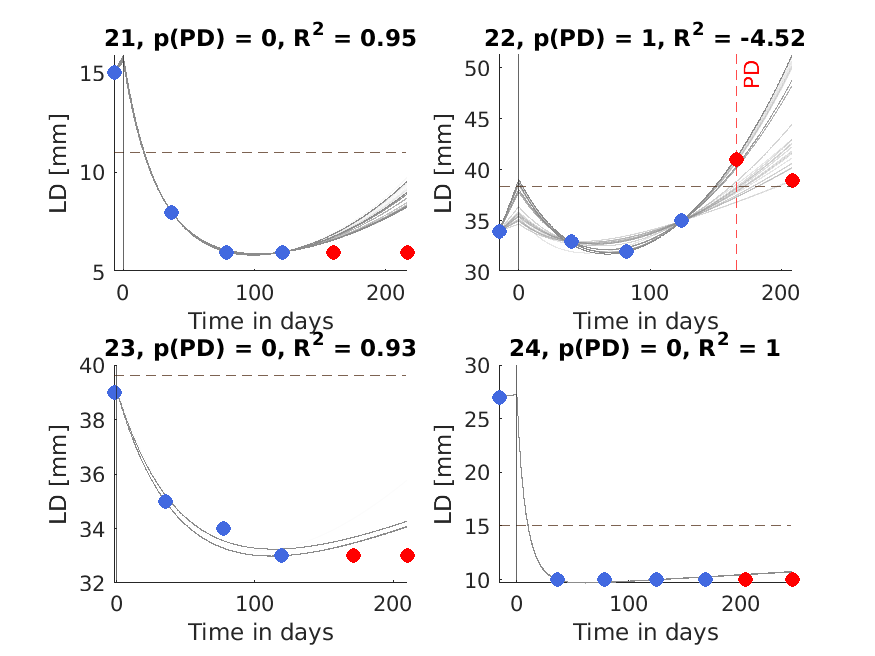 21, p(PD) = 0, R² = 0.95
15
10
5
LD [mm]
0
100
200
Time in days
22, p(PD) = 1, R² = -4.52
50
45
40
35
30
LD [mm]
PD
0
100
200
Time in days
23, p(PD) = 0, R² = 0.93
40
38
36
34
32
LD [mm]
0
100
200
Time in days
24, p(PD) = 0, R² = 1
30
25
20
15
10
LD [mm]
0
100
200
Time in days